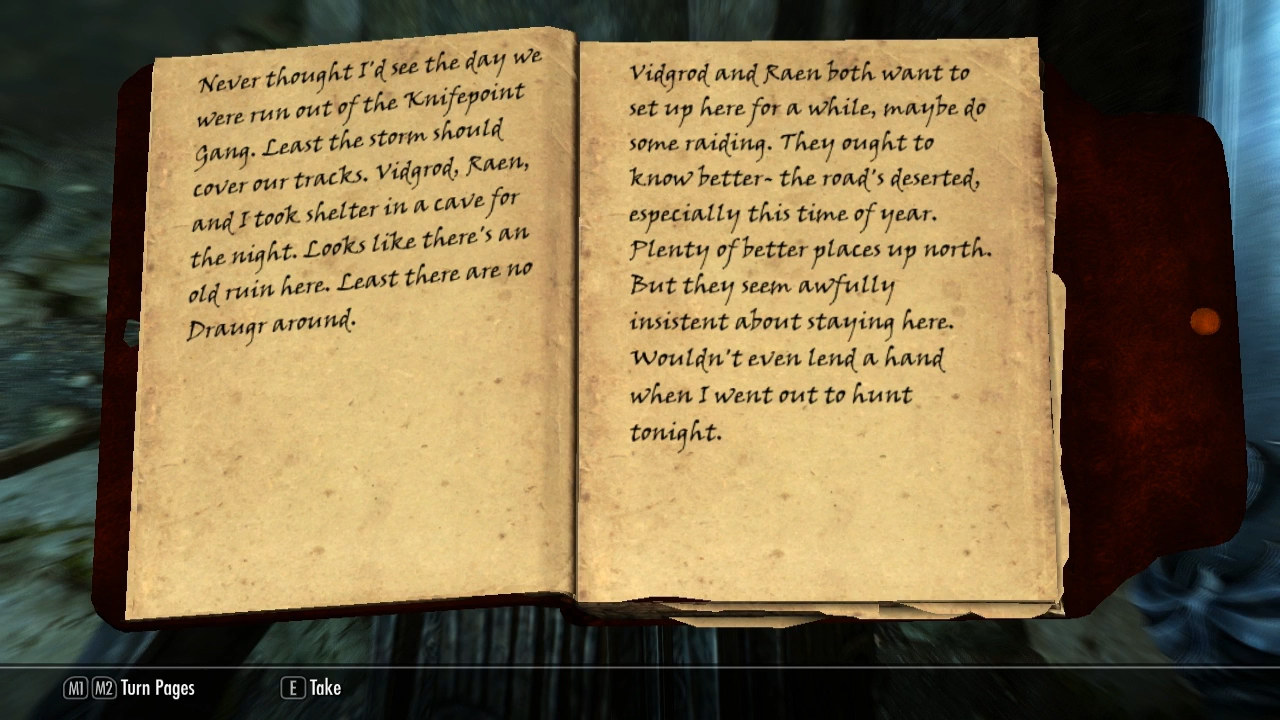 Never thought I'd see the day we
were run out of the Knifepoint
Gang. Least the storm should
cover our tracks. Vidgrod, Raen,
and I took shelter in a cave for
the night. Looks like there's an
old ruin here. Least there are no
Draugr around.
Vidgrod and Raen both want to
set up here for a while, maybe do
some raiding. They ought to
know better- the road's deserted,
especially this time of year.
Plenty of better places up north.
But they seem awfully
insistent about staying here.
Wouldn't even lend a hand
when I went out to hunt
tonight.
M1 M2 Turn Pages E Take